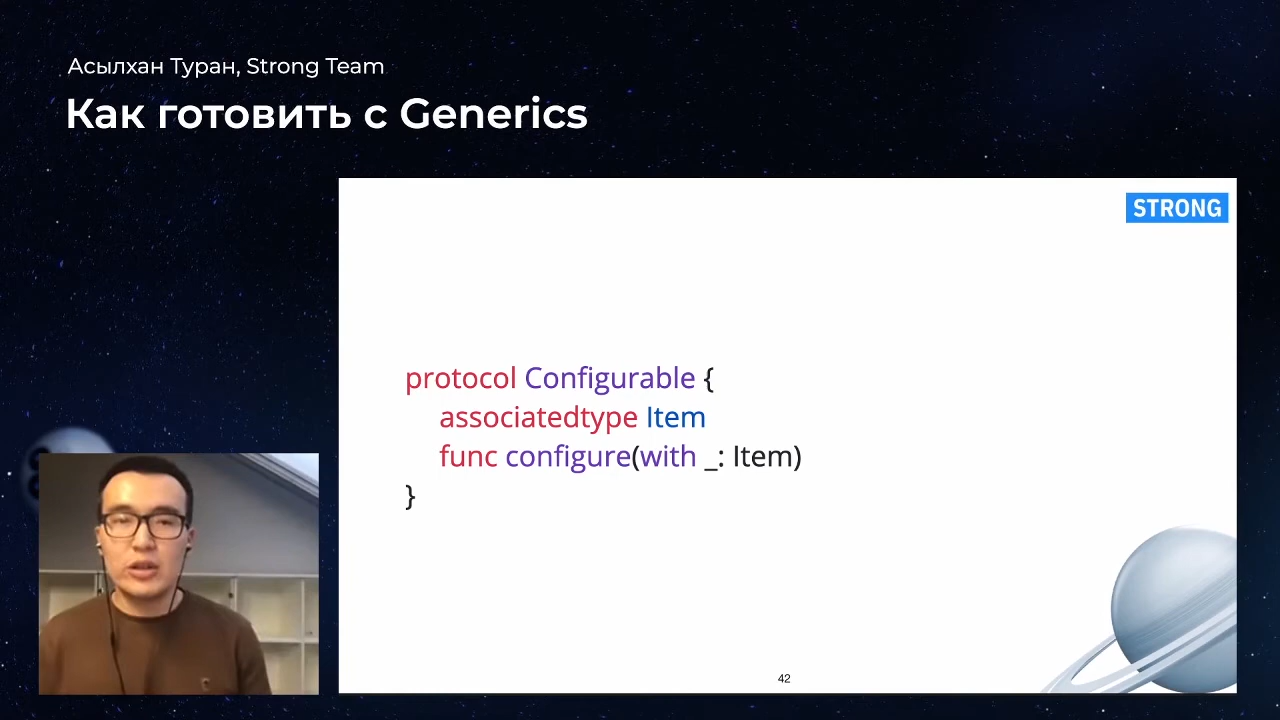 Асылхан Туран, Strong Team
Как готовить с Generics
STRONG
protocol Configurable {
associatedtype Item
func configure(with _: Item)
}
42